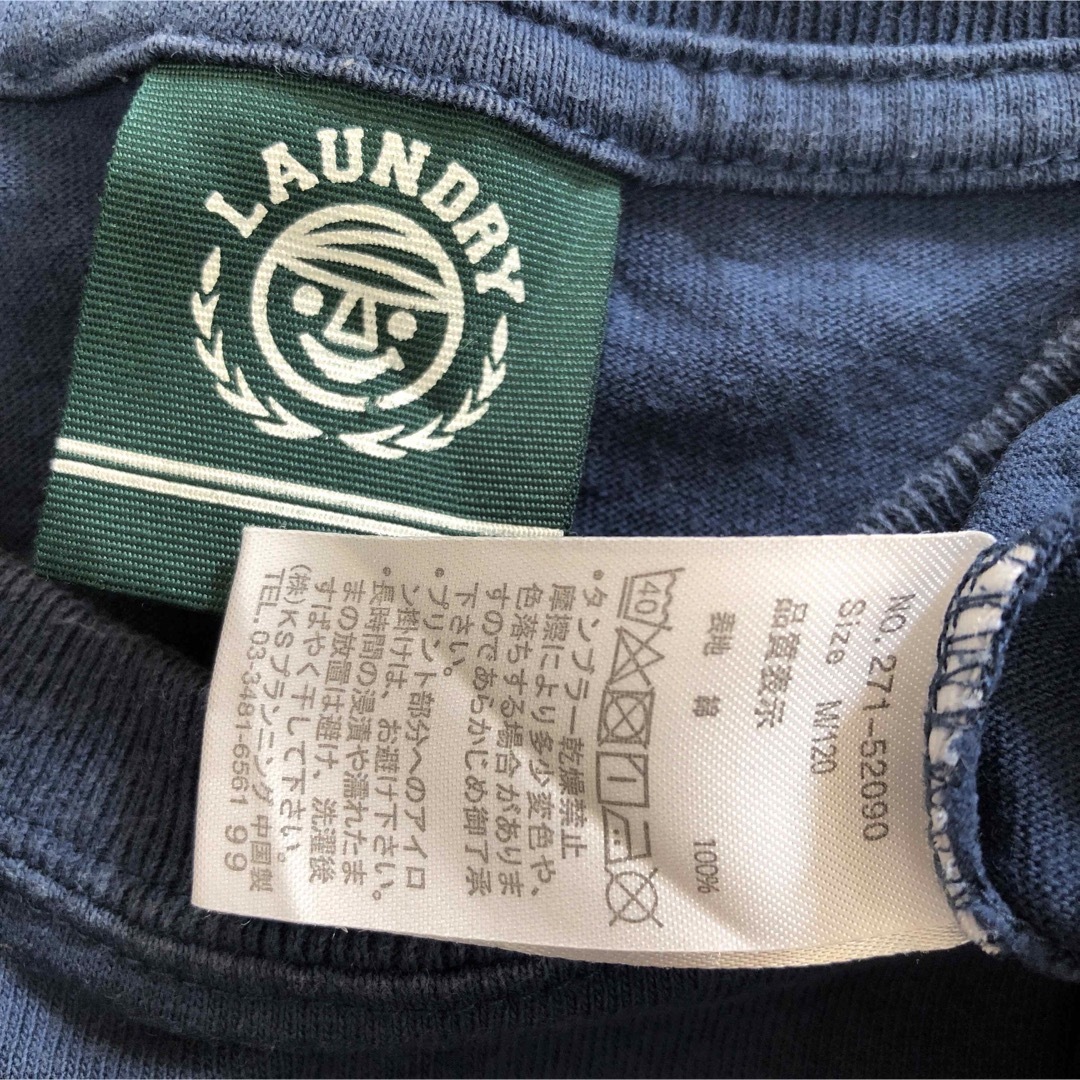 LAUNDRY
NO. 271-52090
Size M120
品質表示
表地 綿 100%
40
・タンブラー乾燥禁止
摩擦により多少変色や、
色落ちする場合がありま
すのであらかじめ御了承
下さい。
・プリント部分へのアイロ
ン掛けは、お避け下さい。
・長時間の浸漬や濡れたま
まの放置は避け、洗濯後
すばやく干して下さい。
(株)KSプランニング 中国製
TEL. 03-3481-6561 99